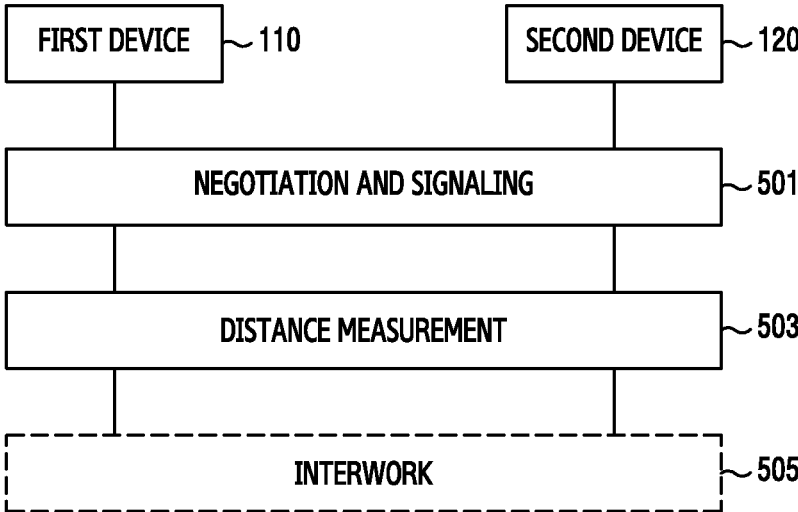 FIRST DEVICE 110
SECOND DEVICE 120
NEGOTIATION AND SIGNALING 501
DISTANCE MEASUREMENT 503
INTERWORK 505